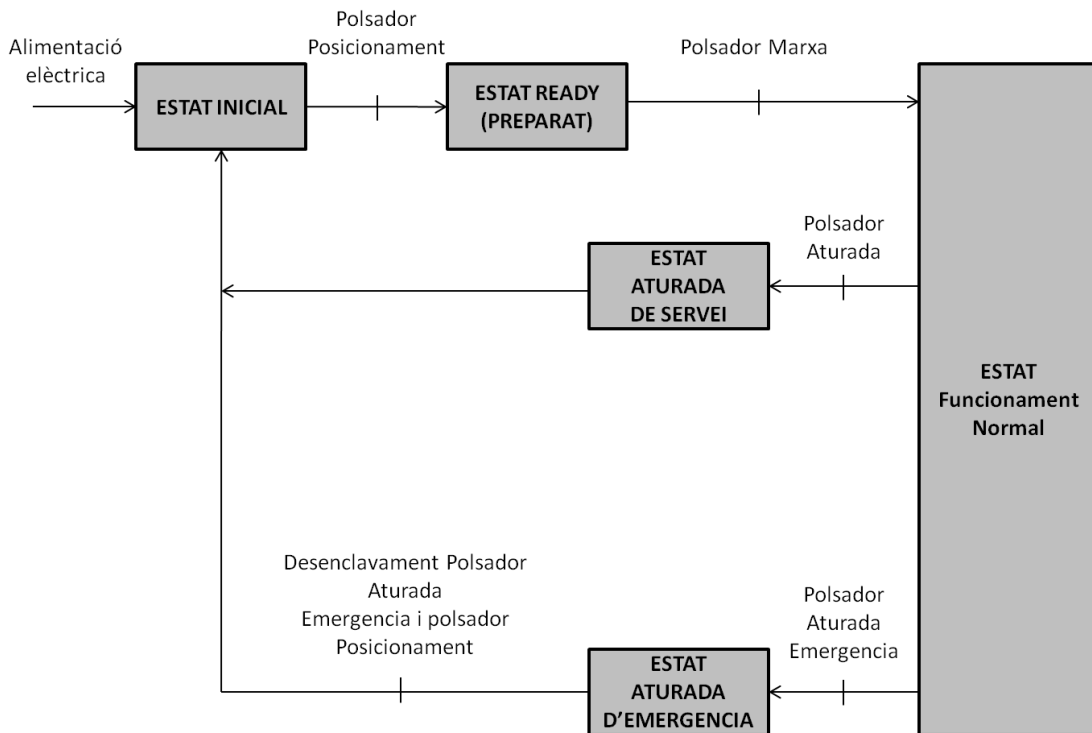 Alimentació
elèctrica
ESTAT INICIAL
Polsador
Posicionament
ESTAT READY
(PREPARAT)
Polsador Marxa
Polsador
Aturada
ESTAT
ATURADA
DE SERVEI
ESTAT
Funcionament
Normal
Desenclavament Polsador
Aturada
Emergencia i polsador
Posicionament
Polsador
Aturada
Emergencia
ESTAT
ATURADA
D’EMERGENCIA